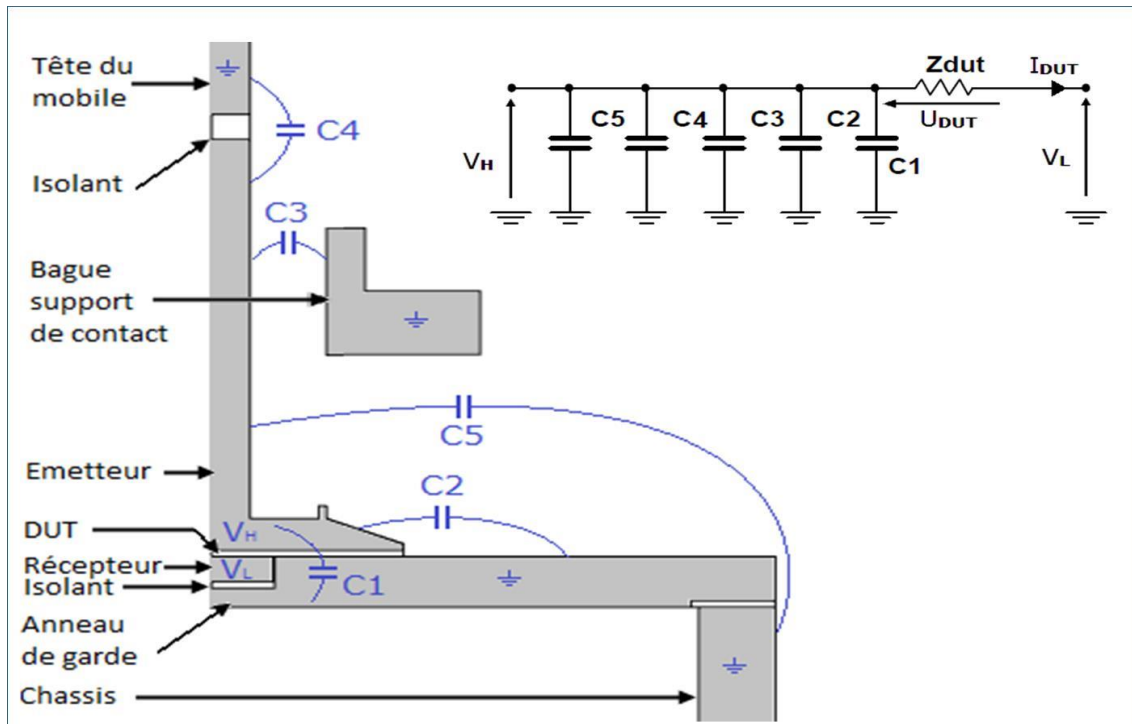 Tête du
mobile
Isolant
Bague
support
de contact
Emetteur
DUT
Récepteur
Isolant
Anneau
de garde
Chassis
C4
C3
C5
C2
C1
VH
VL
Zdut
IDUT
C5 C4 C3 C2
UDUT
C1
VH
VL